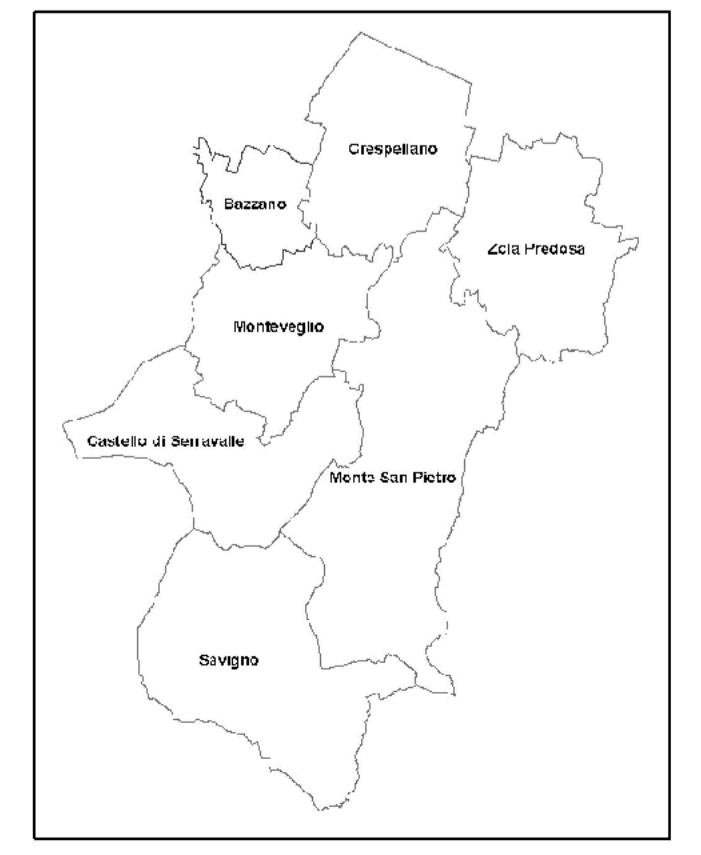 Crespellano
Bazzano
Zola Predosa
Monteveglio
Castello di Serravalle
Monte San Pietro
Savigno